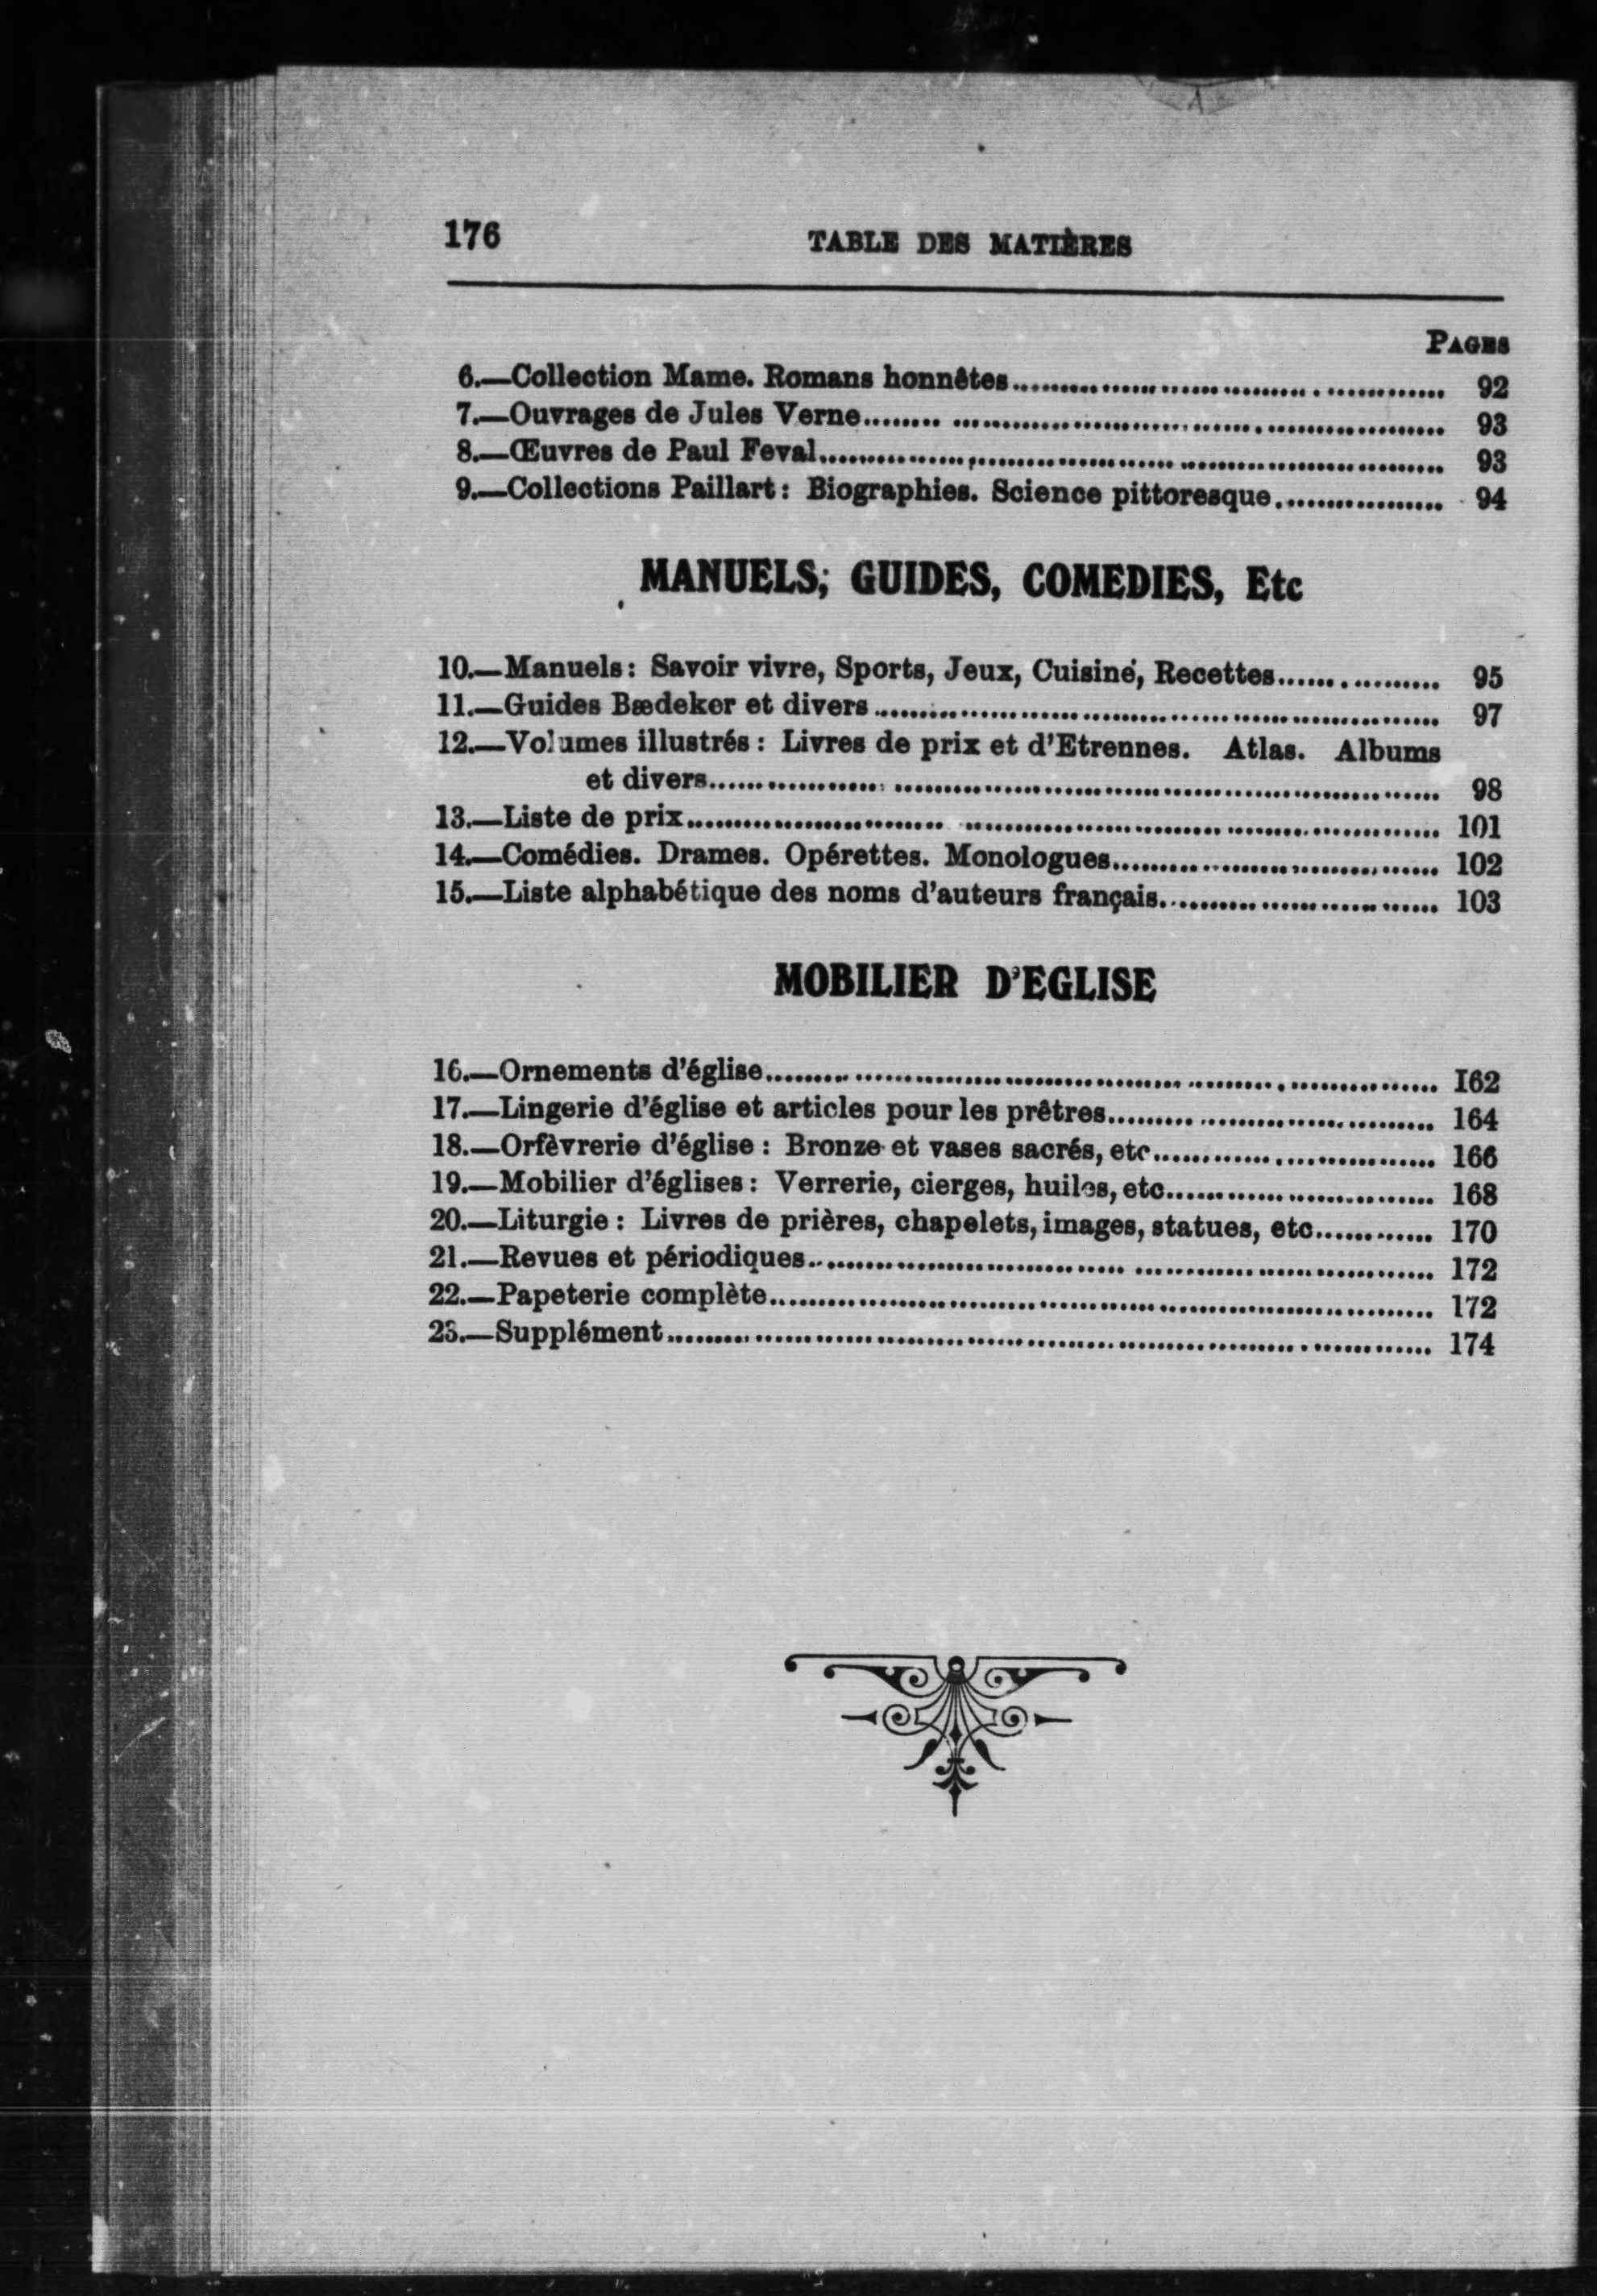 176 TABLE DES MATIÈRES
PAGES
6.—Collection Mame. Romans honnêtes........................................ 92
7.—Ouvrages de Jules Verne........................................ 93
8.—Œuvres de Paul Feval........................................ 93
9.—Collections Paillart: Biographies. Science pittoresque.................. 94
MANUELS; GUIDES, COMEDIES, Etc
10.—Manuels: Savoir vivre, Sports, Jeux, Cuisine, Recettes................ 95
11.—Guides Bædeker et divers........................................ 97
12.—Volumes illustrés: Livres de prix et d'Etrennes. Atlas. Albums
et divers........................................ 98
13.—Liste de prix........................................ 101
14.—Comédies. Drames. Opérettes. Monologues.............................. 102
15.—Liste alphabétique des noms d'auteurs français......................... 103
MOBILIER D'EGLISE
16.—Ornements d'église........................................ 162
17.—Lingerie d'église et articles pour les prêtres.............................. 164
18.—Orfèvrerie d'église: Bronze et vases sacrés, etc......................... 166
19.—Mobilier d'églises: Verrerie, cierges, huiles, etc........................ 168
20.—Liturgie: Livres de prières, chapelets, images, statues, etc............ 170
21.—Revues et périodiques........................................ 172
22.—Papeterie complète........................................ 172
23.—Supplément........................................ 174